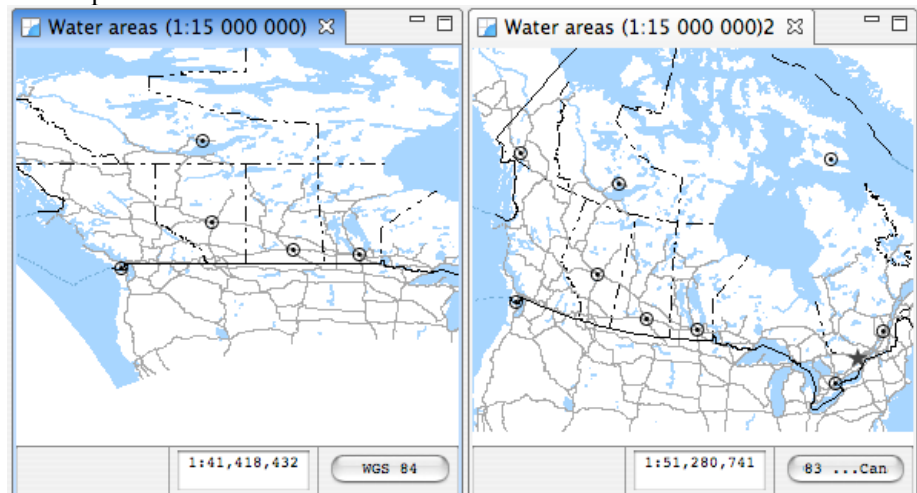 Water areas (1:15 000 000)
Water areas (1:15 000 000)2
1:41,418,432
WGS 84
1:51,280,741
83 ...Can